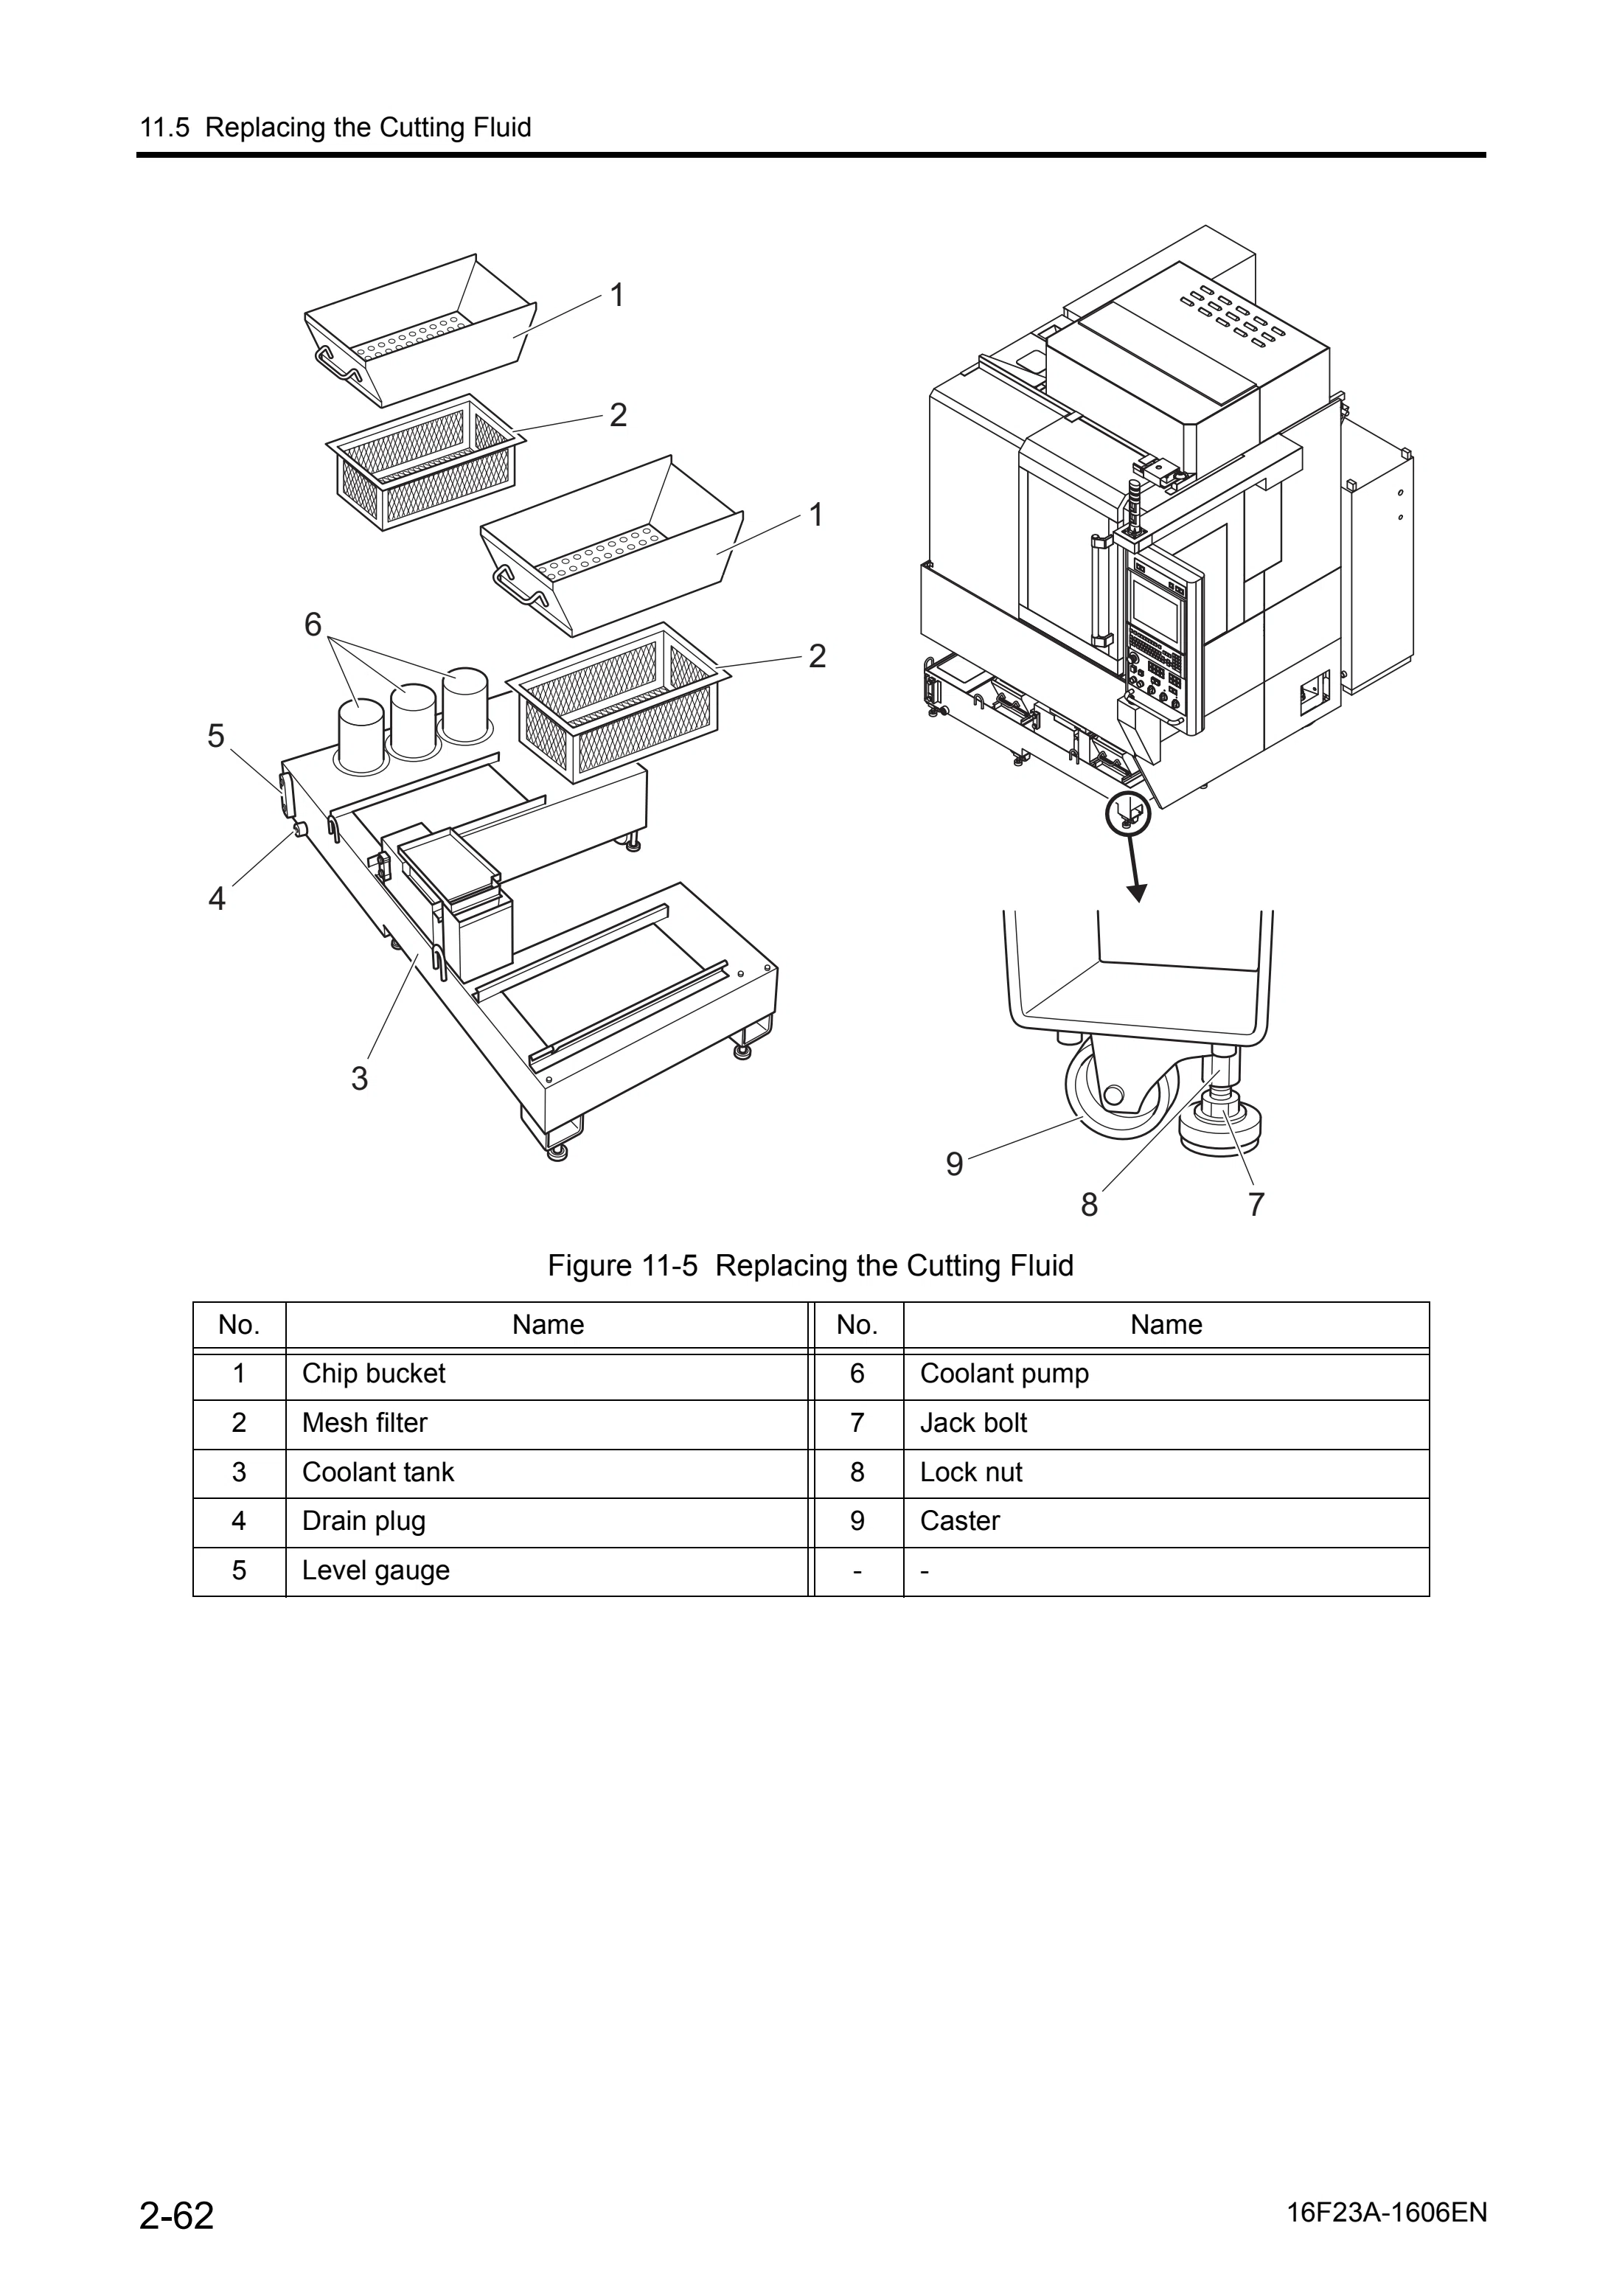 11.5 Replacing the Cutting Fluid
1
2
1
6
2
5
4
3
9
8
7
Figure 11-5 Replacing the Cutting Fluid
No. Name No. Name
1 Chip bucket 6 Coolant pump
2 Mesh filter 7 Jack bolt
3 Coolant tank 8 Lock nut
4 Drain plug 9 Caster
5 Level gauge - -
2-62 16F23A-1606EN